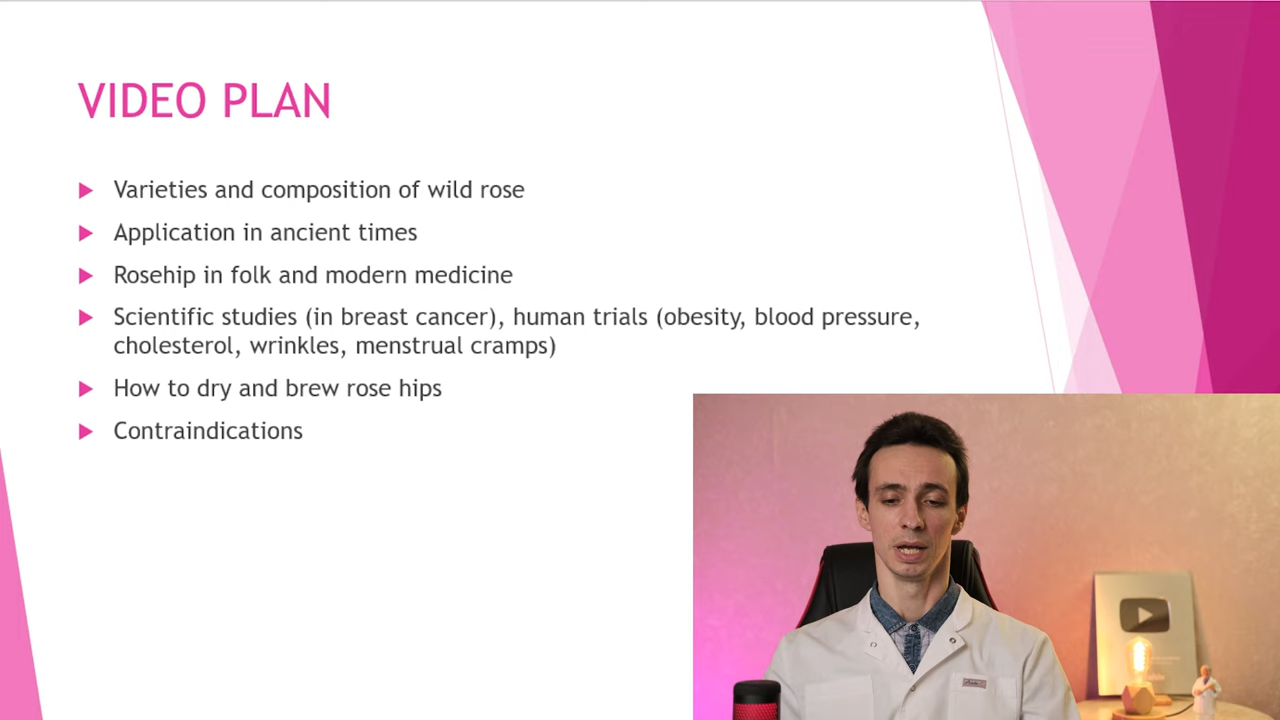 VIDEO PLAN
Varieties and composition of wild rose
Application in ancient times
Rosehip in folk and modern medicine
Scientific studies (in breast cancer), human trials (obesity, blood pressure,
cholesterol, wrinkles, menstrual cramps)
How to dry and brew rose hips
Contraindications